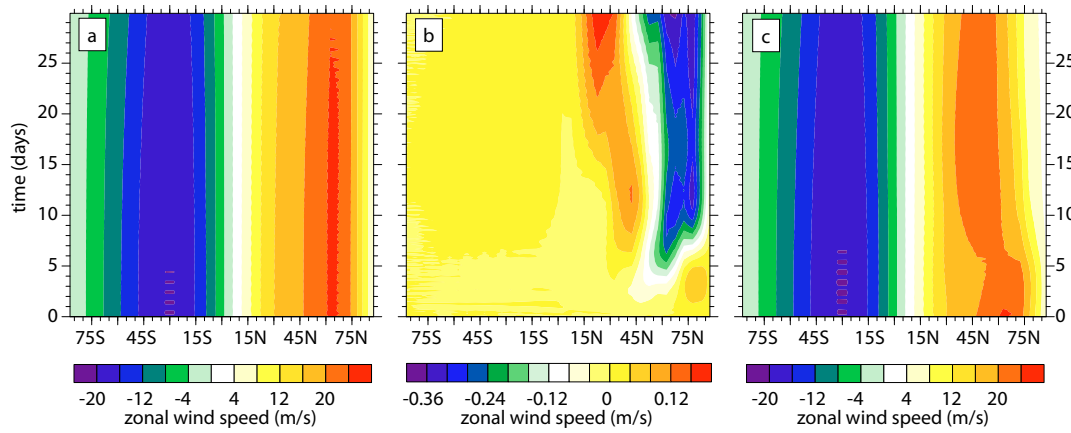 a
b
c
time (days)
25
20
15
10
5
0
30
25
20
15
10
5
0
75S 45S 15S 15N 45N 75N
75S 45S 15S 15N 45N 75N
75S 45S 15S 15N 45N 75N
-20 -12 -4 4 12 20
-0.36 -0.24 -0.12 0 0.12
-20 -12 -4 4 12 20
zonal wind speed (m/s)
zonal wind speed (m/s)
zonal wind speed (m/s)